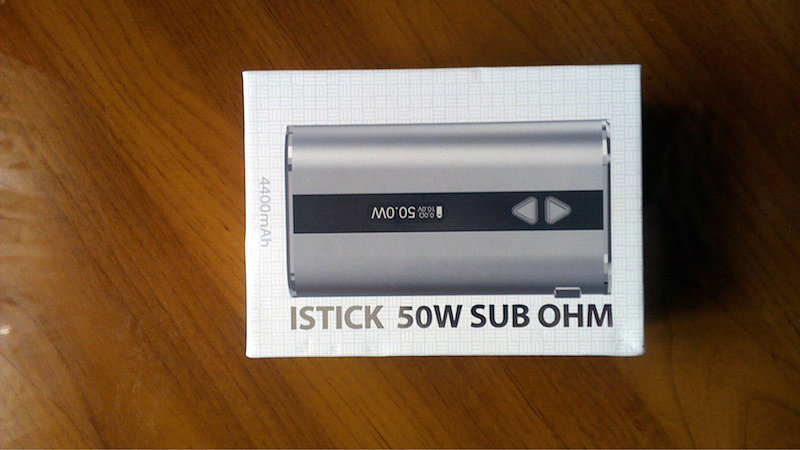 4400mAh
0.0Ω
10.0V
50.0W
ISTICK 50W SUB OHM